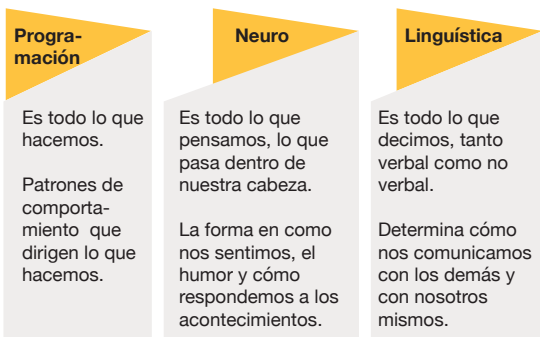 Progra-
mación
Es todo lo que
hacemos.
Patrones de
comporta-
miento que
dirigen lo que
hacemos.
Neuro
Es todo lo que
pensamos, lo que
pasa dentro de
nuestra cabeza.
La forma en como
nos sentimos, el
humor y cómo
respondemos a los
acontecimientos.
Linguística
Es todo lo que
decimos, tanto
verbal como no
verbal.
Determina cómo
nos comunicamos
con los demás y
con nosotros
mismos.